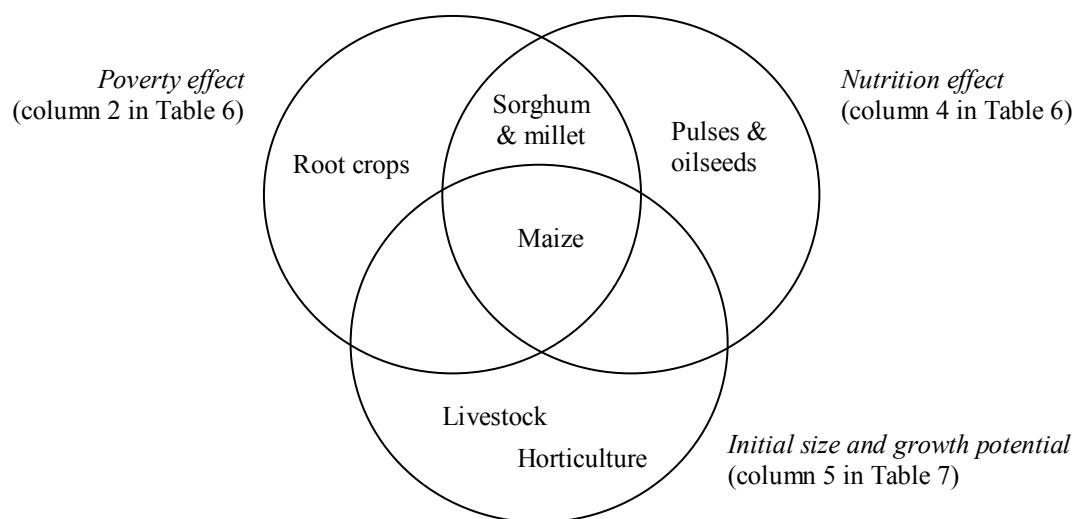 Poverty effect
(column 2 in Table 6)
Nutrition effect
(column 4 in Table 6)
Sorghum
& millet
Pulses &
oilseeds
Root crops
Maize
Livestock
Horticulture
Initial size and growth potential
(column 5 in Table 7)